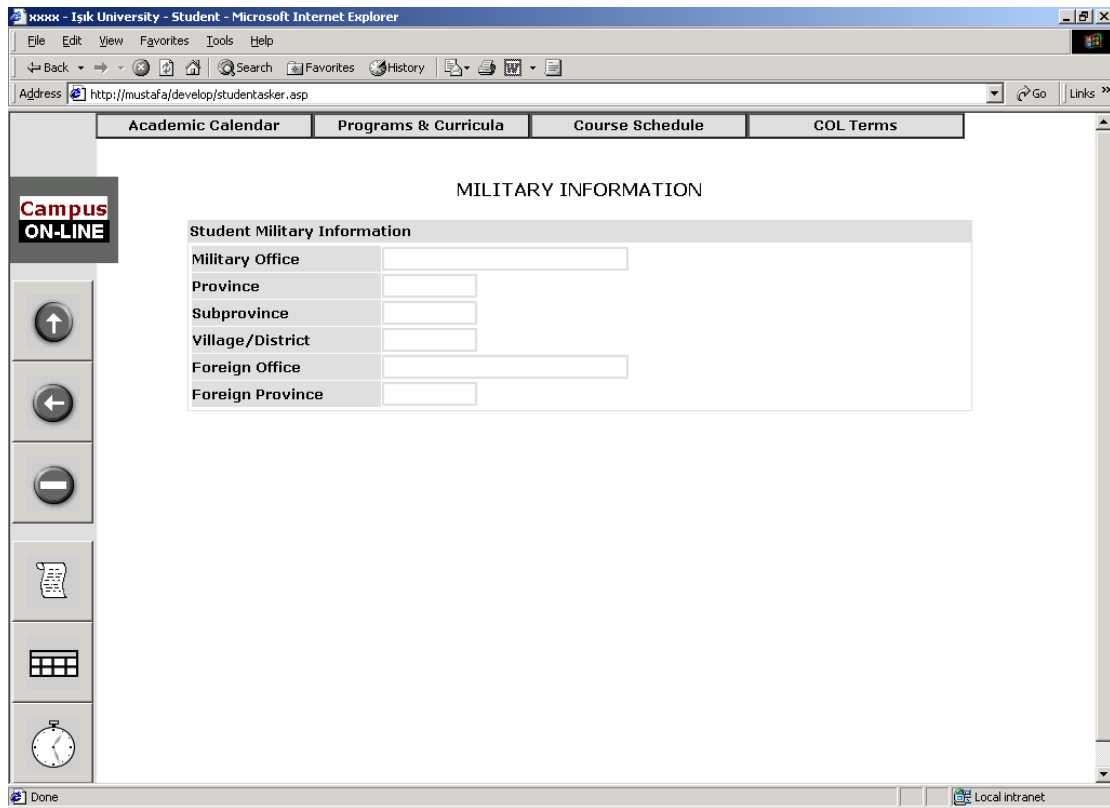 xxxx - Işık University - Student - Microsoft Internet Explorer
File Edit View Favorites Tools Help
Back Search Favorites History
Address http://mustafa/develop/studentasker.asp Go Links »
Academic Calendar Programs & Curricula Course Schedule COL Terms
MILITARY INFORMATION
Campus
ON-LINE
Student Military Information
Military Office
Province
Subprovince
Village/District
Foreign Office
Foreign Province
Done Local intranet